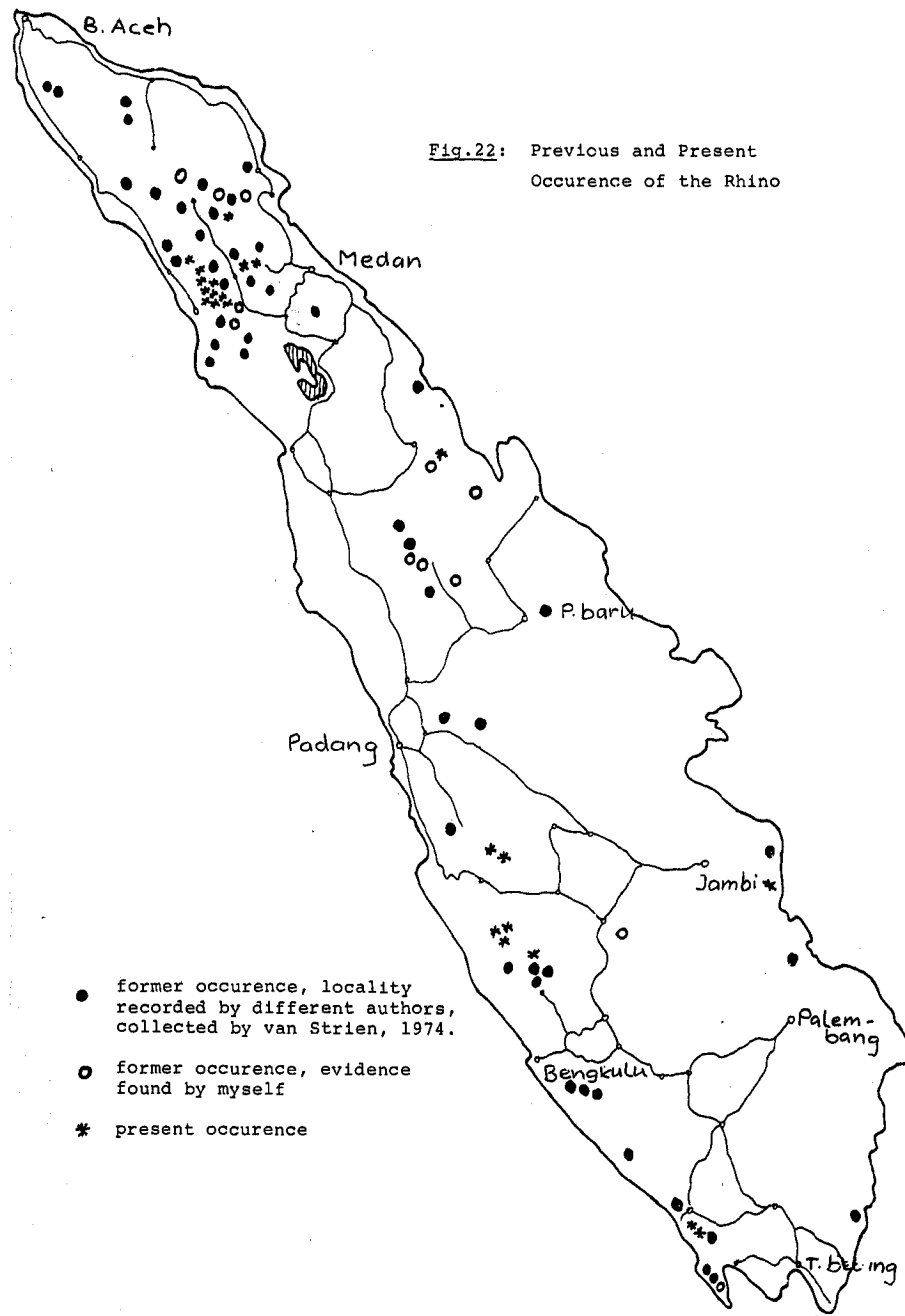 B. Aceh
Fig.22: Previous and Present
Occurence of the Rhino
Medan
P. baru
Padang
Jambi
Palem-
bang
Bengkulu
T.
● former occurence, locality
recorded by different authors,
collected by van Strien, 1974.
o former occurence, evidence
found by myself
* present occurence